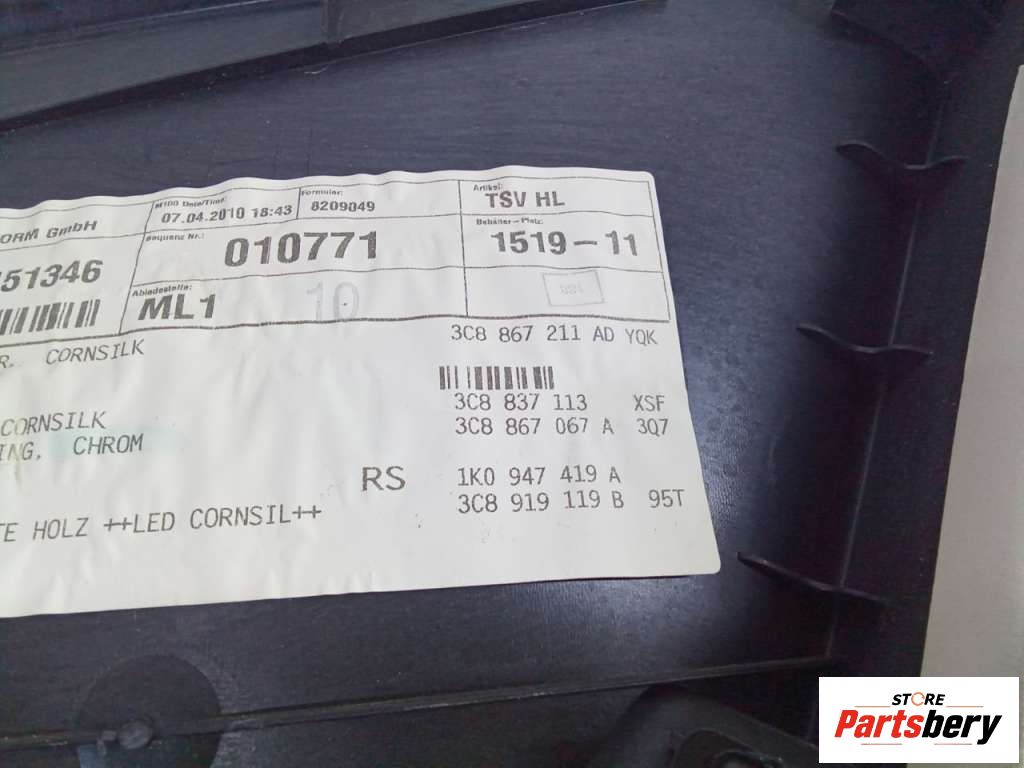 ORM GmbH
M100 Date/Time:
07.04.2010 18:43
Formular:
8209049
Artikel:
TSV HL
51346
Sequenz Nr.:
010771
Behälter-Platz:
1519-11
Abladestelle:
ML1
10
R, CORNSILK
3C8 867 211 AD YQK
CORNSILK
3C8 837 113 XSF
ING, CHROM
3C8 867 067 A 3Q7
RS 1K0 947 419 A
TE HOLZ ++LED CORNSIL++
3C8 919 119 B 95T
STORE
Partsbery